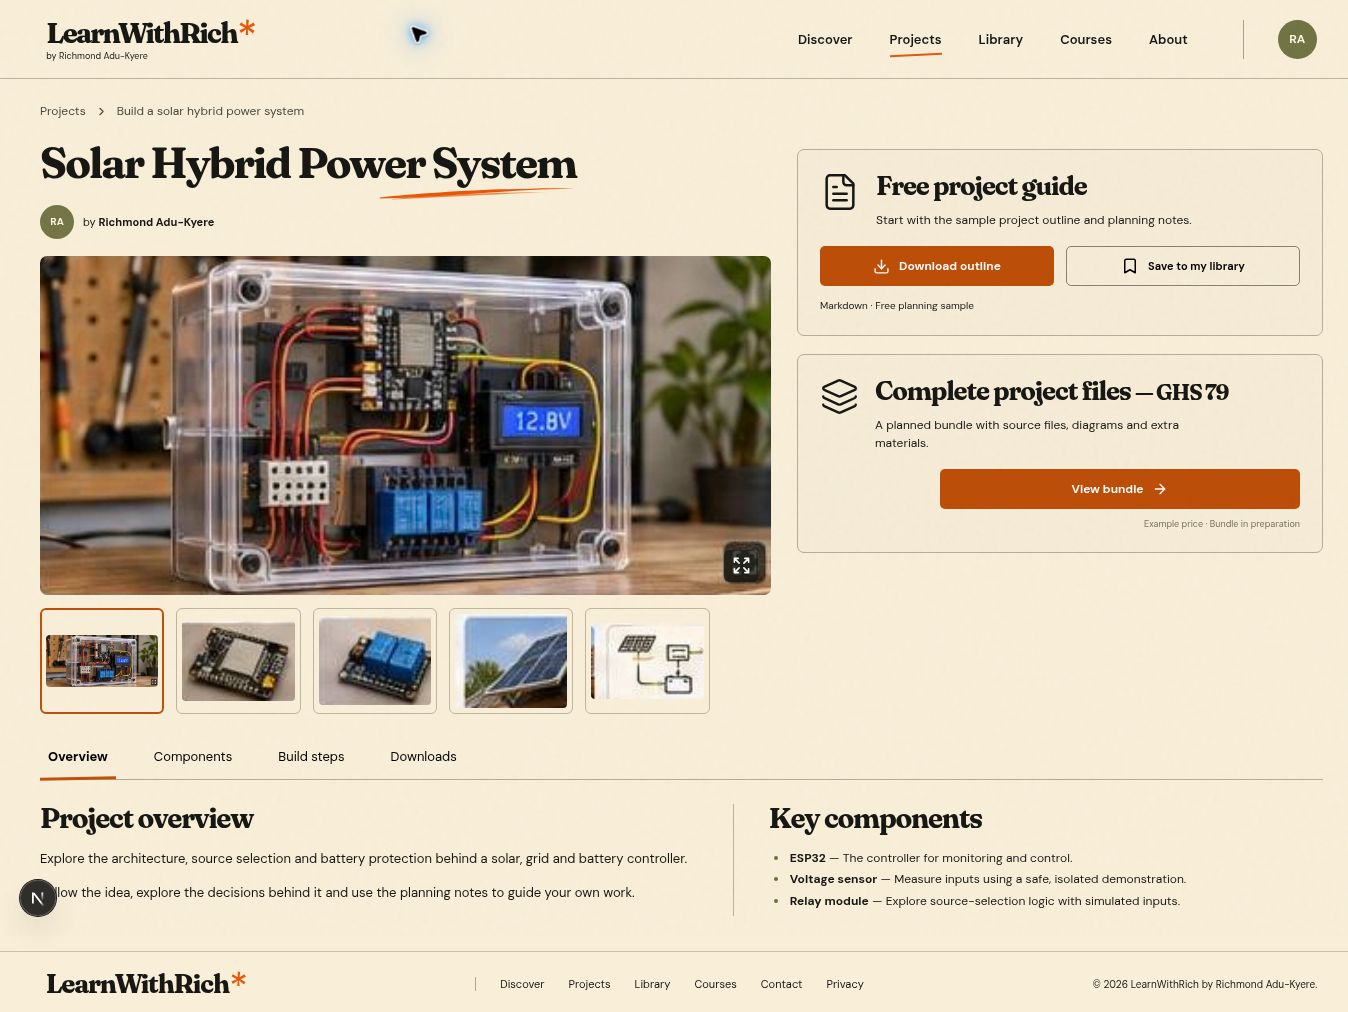 LearnWithRich*
by Richmond Adu-Kyere
Discover
Projects
Library
Courses
About
RA
Projects > Build a solar hybrid power system
Solar Hybrid Power System
RA
by Richmond Adu-Kyere
12.8V
Free project guide
Start with the sample project outline and planning notes.
Download outline
Save to my library
Markdown · Free planning sample
Complete project files — GHS 79
A planned bundle with source files, diagrams and extra
materials.
View bundle →
Example price · Bundle in preparation
Overview
Components
Build steps
Downloads
Project overview
Explore the architecture, source selection and battery protection behind a solar, grid and battery controller.
llow the idea, explore the decisions behind it and use the planning notes to guide your own work.
N
Key components
• ESP32 — The controller for monitoring and control.
• Voltage sensor — Measure inputs using a safe, isolated demonstration.
• Relay module — Explore source-selection logic with simulated inputs.
LearnWithRich*
Discover
Projects
Library
Courses
Contact
Privacy
© 2026 LearnWithRich by Richmond Adu-Kyere.